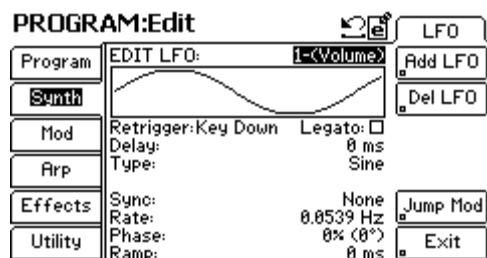 PROGRAM:Edit
LFO
Program
EDIT LFO: 1-(Volume)
Add LFO
Synth
Del LFO
Mod
Retrigger:Key Down Legato:
Delay: 0 ms
Arp
Type: Sine
Effects
Sync: None
Jump Mod
Rate: 0.0539 Hz
Utility
Phase: 0% (0°)
Exit
Ramp: 0 ms